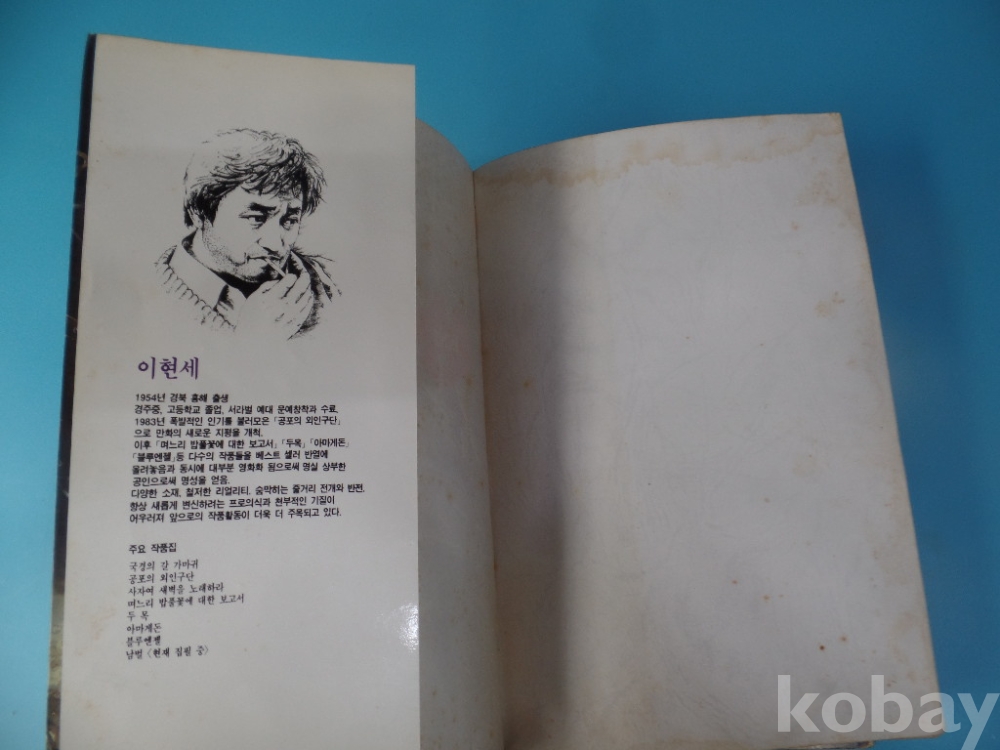 이현세
1954년 경북 흥해 출생
경주중, 고등학교 졸업, 서라벌 예대 문예창작과 수료.
1983년 폭발적인 인기를 불러모은 「공포의 외인구단」
으로 만화의 새로운 지평을 개척.
이후 「며느리 밥풀꽃에 대한 보고서」「두목」「아마게돈」
「블루엔젤」등 다수의 작품들을 베스트 셀러 반열에
올려놓음과 동시에 대부분 영화화 됨으로써 명실 상부한
공인으로써 명성을 얻음.
다양한 소재, 철저한 리얼리티, 숨막히는 줄거리 전개와 반전,
항상 새롭게 변신하려는 프로의식과 천부적인 기질이
어우러져 앞으로의 작품활동이 더욱 더 주목되고 있다.
주요 작품집
국경의 갈가마귀
공포의 외인구단
사자여 새벽을 노래하라
며느리 밥풀꽃에 대한 보고서
두 목
아마게돈
블루엔젤
남벌 〈현재 집필 중〉
kobay